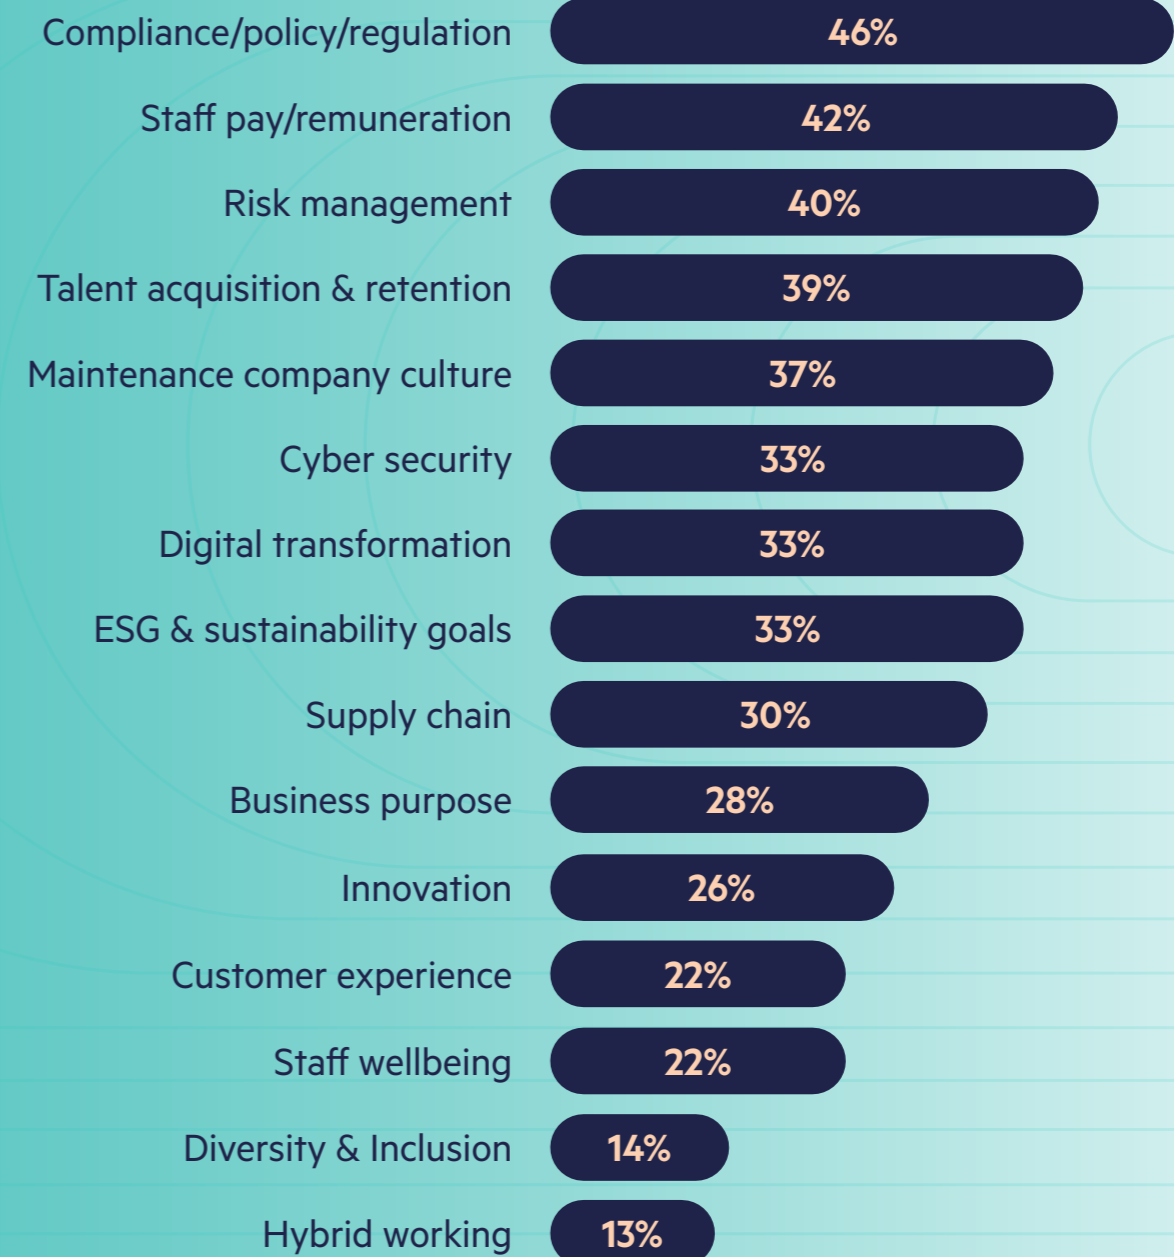 Compliance/policy/regulation 46%
Staff pay/remuneration 42%
Risk management 40%
Talent acquisition & retention 39%
Maintenance company culture 37%
Cyber security 33%
Digital transformation 33%
ESG & sustainability goals 33%
Supply chain 30%
Business purpose 28%
Innovation 26%
Customer experience 22%
Staff wellbeing 22%
Diversity & Inclusion 14%
Hybrid working 13%